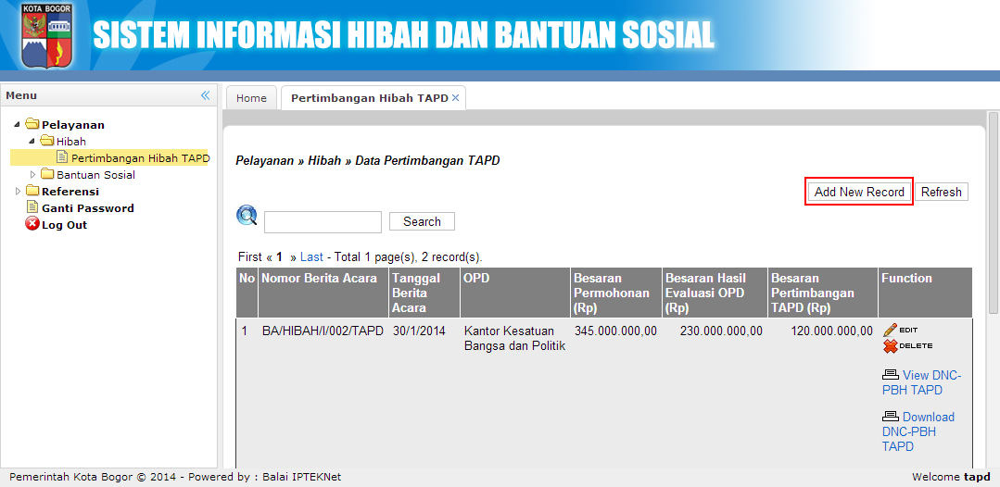 KOTA BOGOR
SISTEM INFORMASI HIBAH DAN BANTUAN SOSIAL
Menu «
Pelayanan
Hibah
Pertimbangan Hibah TAPD
Bantuan Sosial
Referensi
Ganti Password
Log Out
Home
Pertimbangan Hibah TAPD ×
Pelayanan » Hibah » Data Pertimbangan TAPD
Add New Record
Refresh
Search
First « 1 » Last - Total 1 page(s), 2 record(s).
No
Nomor Berita Acara
Tanggal
Berita
Acara
OPD
Besaran
Permohonan
(Rp)
Besaran Hasil
Evaluasi OPD
(Rp)
Besaran
Pertimbangan
TAPD (Rp)
Function
1
BA/HIBAH/I/002/TAPD
30/1/2014
Kantor Kesatuan
Bangsa dan Politik
345.000.000,00
230.000.000,00
120.000.000,00
EDIT
DELETE
View DNC-
PBH TAPD
Download
DNC-PBH
TAPD
Pemerintah Kota Bogor © 2014 - Powered by : Balai IPTEKNet
Welcome tapd